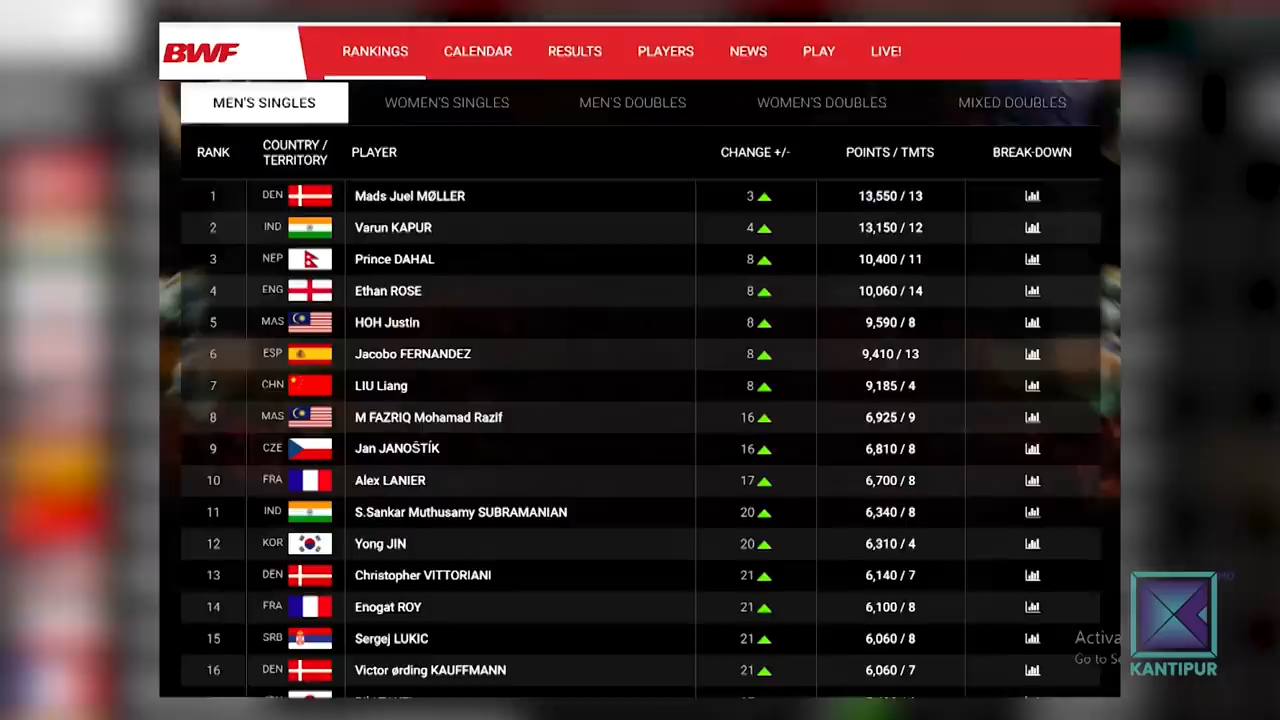 BWF
RANKINGS CALENDAR RESULTS PLAYERS NEWS PLAY LIVE!
MEN'S SINGLES WOMEN'S SINGLES MEN'S DOUBLES WOMEN'S DOUBLES MIXED DOUBLES
RANK COUNTRY / TERRITORY PLAYER CHANGE +/- POINTS / TMTS BREAK-DOWN
1 DEN Mads Juel MØLLER 3 13,550 / 13
2 IND Varun KAPUR 4 13,150 / 12
3 NEP Prince DAHAL 8 10,400 / 11
4 ENG Ethan ROSE 8 10,060 / 14
5 MAS HOH Justin 8 9,590 / 8
6 ESP Jacobo FERNANDEZ 8 9,410 / 13
7 CHN LIU Liang 8 9,185 / 4
8 MAS M FAZRIQ Mohamad Razif 16 6,925 / 9
9 CZE Jan JANOŠTÍK 16 6,810 / 8
10 FRA Alex LANIER 17 6,700 / 8
11 IND S.Sankar Muthusamy SUBRAMANIAN 20 6,340 / 8
12 KOR Yong JIN 20 6,310 / 4
13 DEN Christopher VITTORIANI 21 6,140 / 7
14 FRA Enogat ROY 21 6,100 / 8
15 SRB Sergej LUKIC 21 6,060 / 8
16 DEN Victor ørding KAUFFMANN 21 6,060 / 7
Activa
Go to S
KANTIPUR
HD